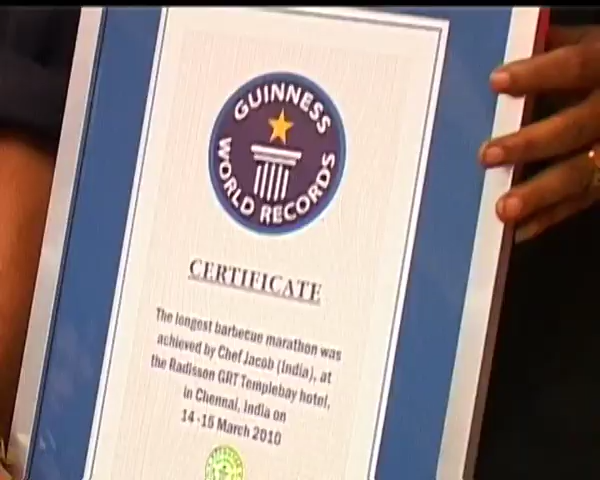 GUINNESS
WORLD RECORDS
CERTIFICATE
The longest barbecue marathon was
achieved by Chef Jacob (India), at
the Radisson GRT Templebay hotel,
in Chennai, India on
14-15 March 2010